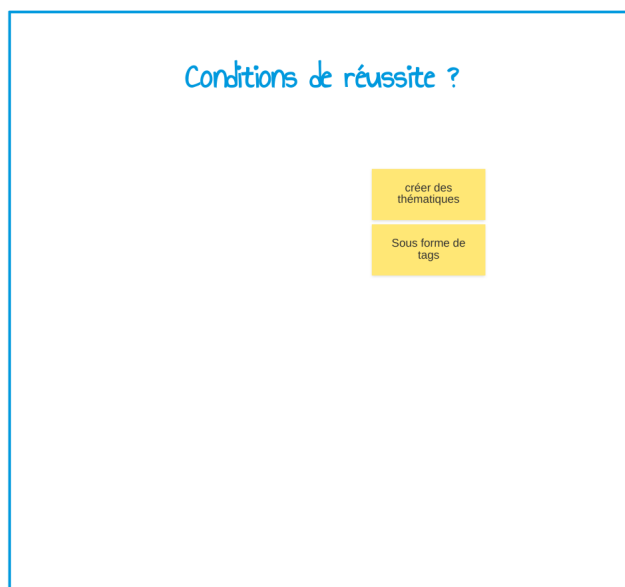 Conditions de réussite ?
créer des
thématiques
Sous forme de
tags